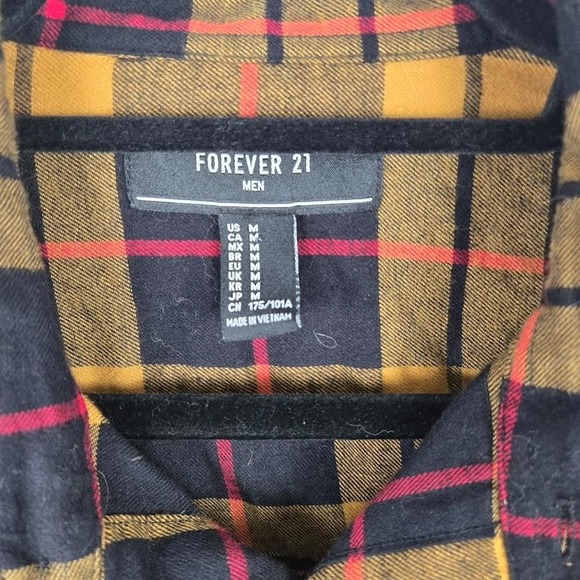 FOREVER 21
MEN
US M
CA M
MX M
BR M
EU M
UK M
KR M
JP M
CN 175/101A
MADE IN VIETNAM